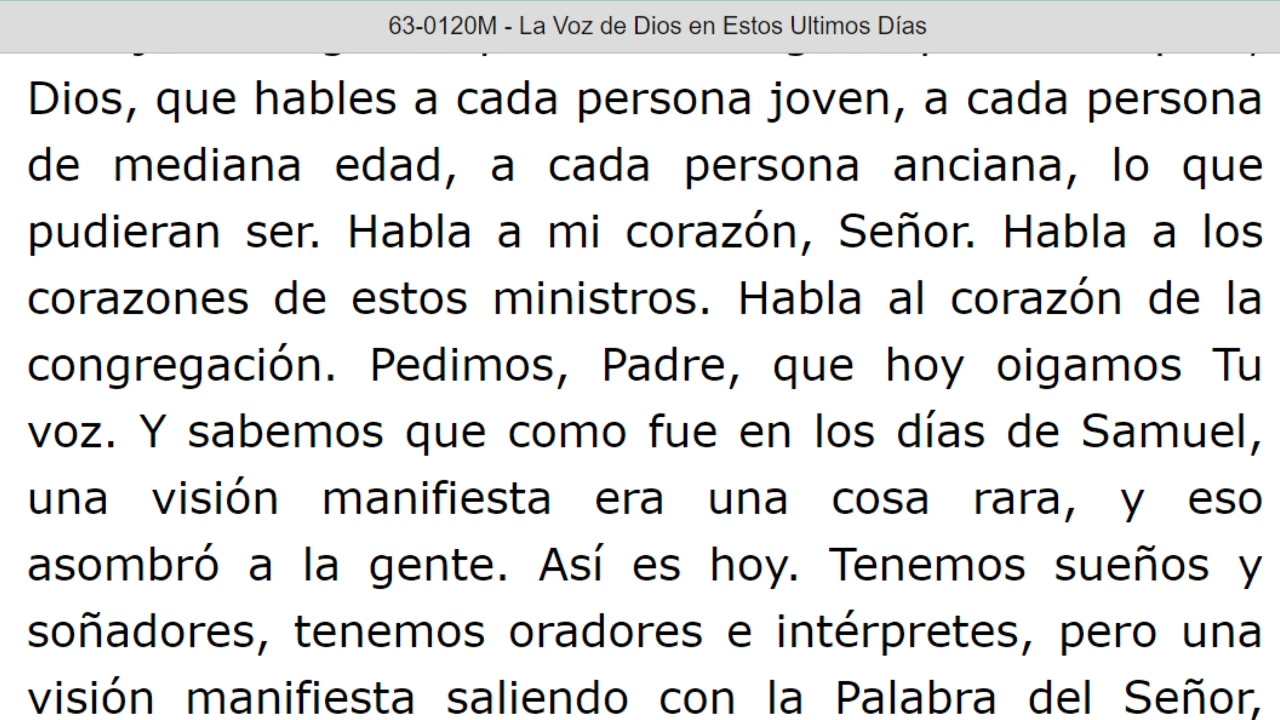 63-0120M - La Voz de Dios en Estos Ultimos Días
Dios, que hables a cada persona joven, a cada persona
de mediana edad, a cada persona anciana, lo que
pudieran ser. Habla a mi corazón, Señor. Habla a los
corazones de estos ministros. Habla al corazón de la
congregación. Pedimos, Padre, que hoy oigamos Tu
voz. Y sabemos que como fue en los días de Samuel,
una visión manifiesta era una cosa rara, y eso
asombró a la gente. Así es hoy. Tenemos sueños y
soñadores, tenemos oradores e intérpretes, pero una
visión manifiesta saliendo con la Palabra del Señor,